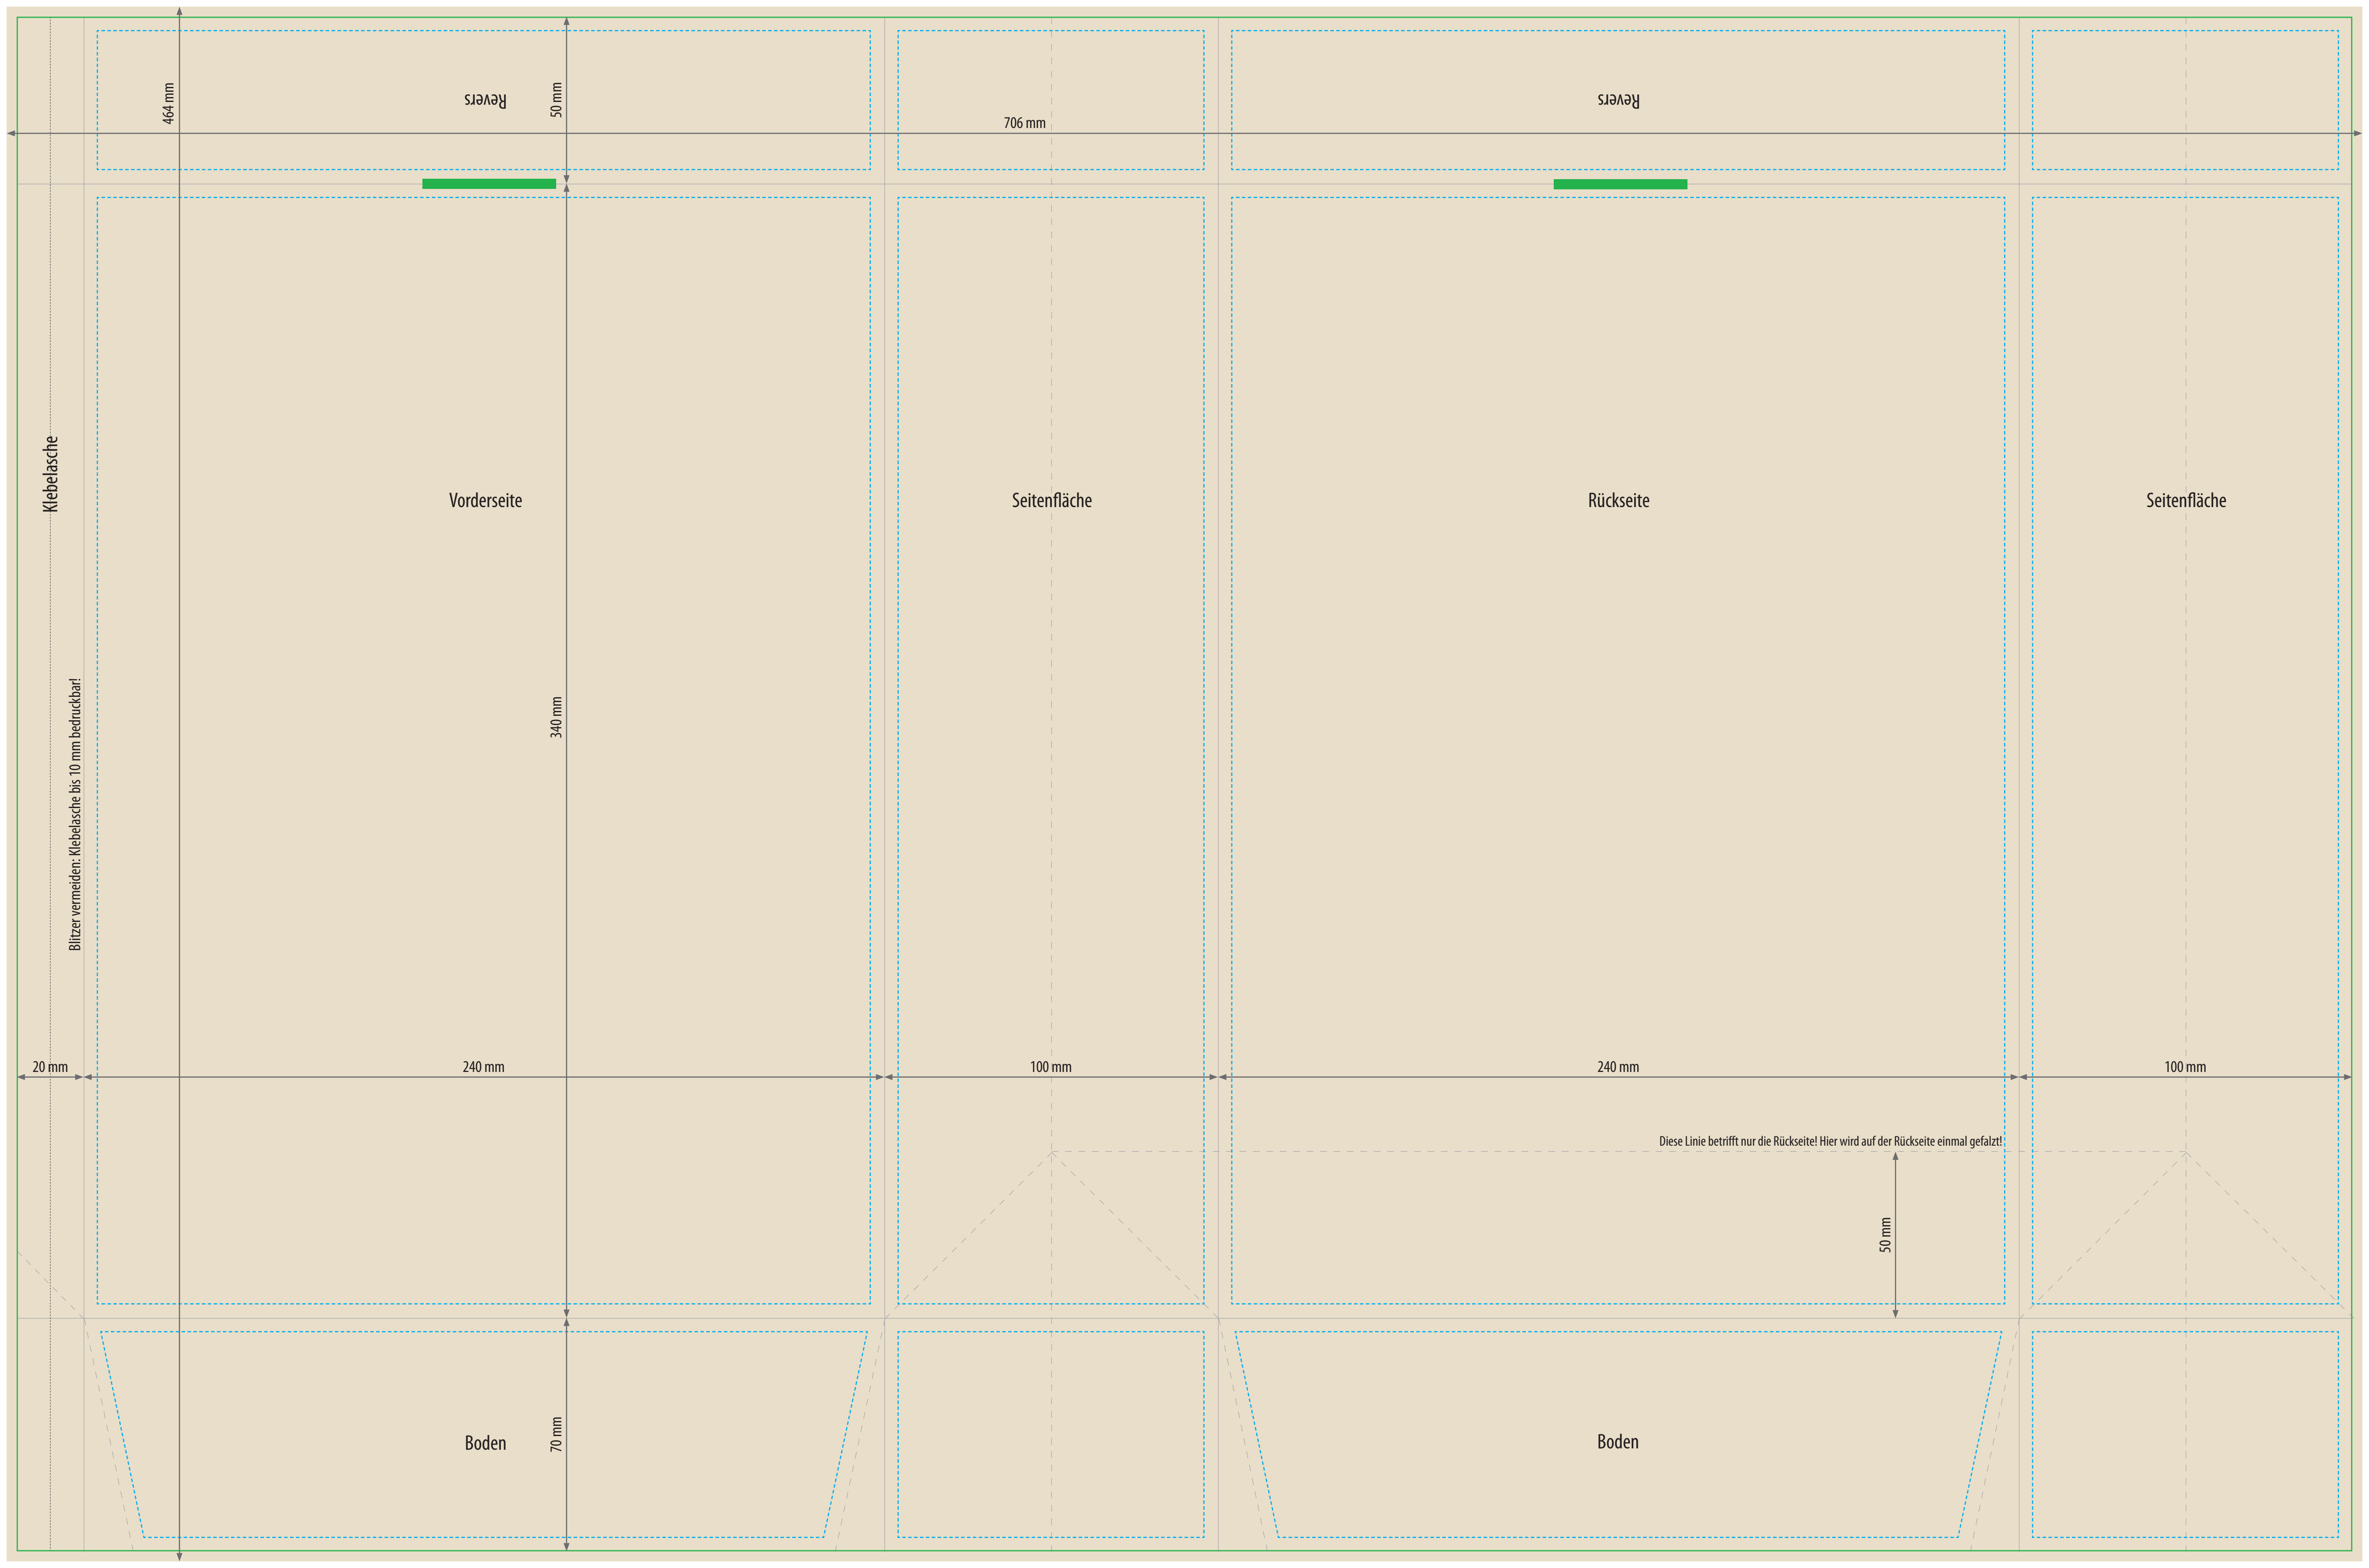 464 mm
50 mm
Revers
706 mm
Revers
Klebelasche
Vorderseite
Seitenfläche
Rückseite
Seitenfläche
Blitzer vermeiden: Klebelasche bis 10 mm bedruckbar!
340 mm
20 mm
240 mm
100 mm
240 mm
100 mm
Diese Linie betrifft nur die Rückseite! Hier wird auf der Rückseite einmal gefalzt!
50 mm
Boden
70 mm
Boden